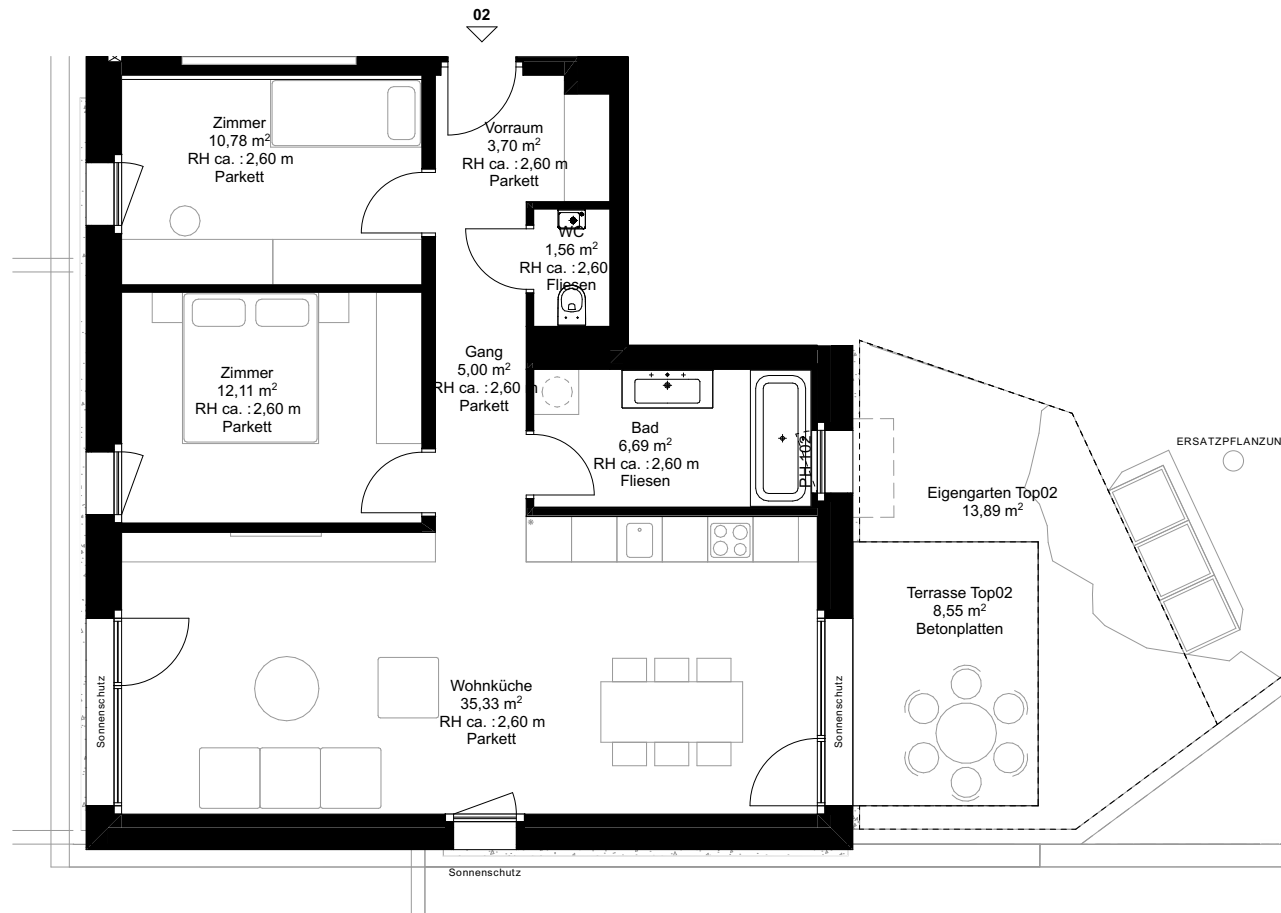 02
Zimmer
10,78 m²
RH ca. :2,60 m
Parkett
Vorraum
3,70 m²
RH ca. :2,60 m
Parkett
WC
1,56 m²
RH ca. :2,60
Fliesen
Zimmer
12,11 m²
RH ca. :2,60 m
Parkett
Gang
5,00 m²
RH ca. :2,60
Parkett
Bad
6,69 m²
RH ca. :2,60 m
Fliesen
PH 102
ERSATZPFLANZUN
Eigengarten Top02
13,89 m²
Terrasse Top02
8,55 m²
Betonplatten
Wohnküche
35,33 m²
RH ca. :2,60 m
Parkett
Sonnenschutz
Sonnenschutz
Sonnenschutz